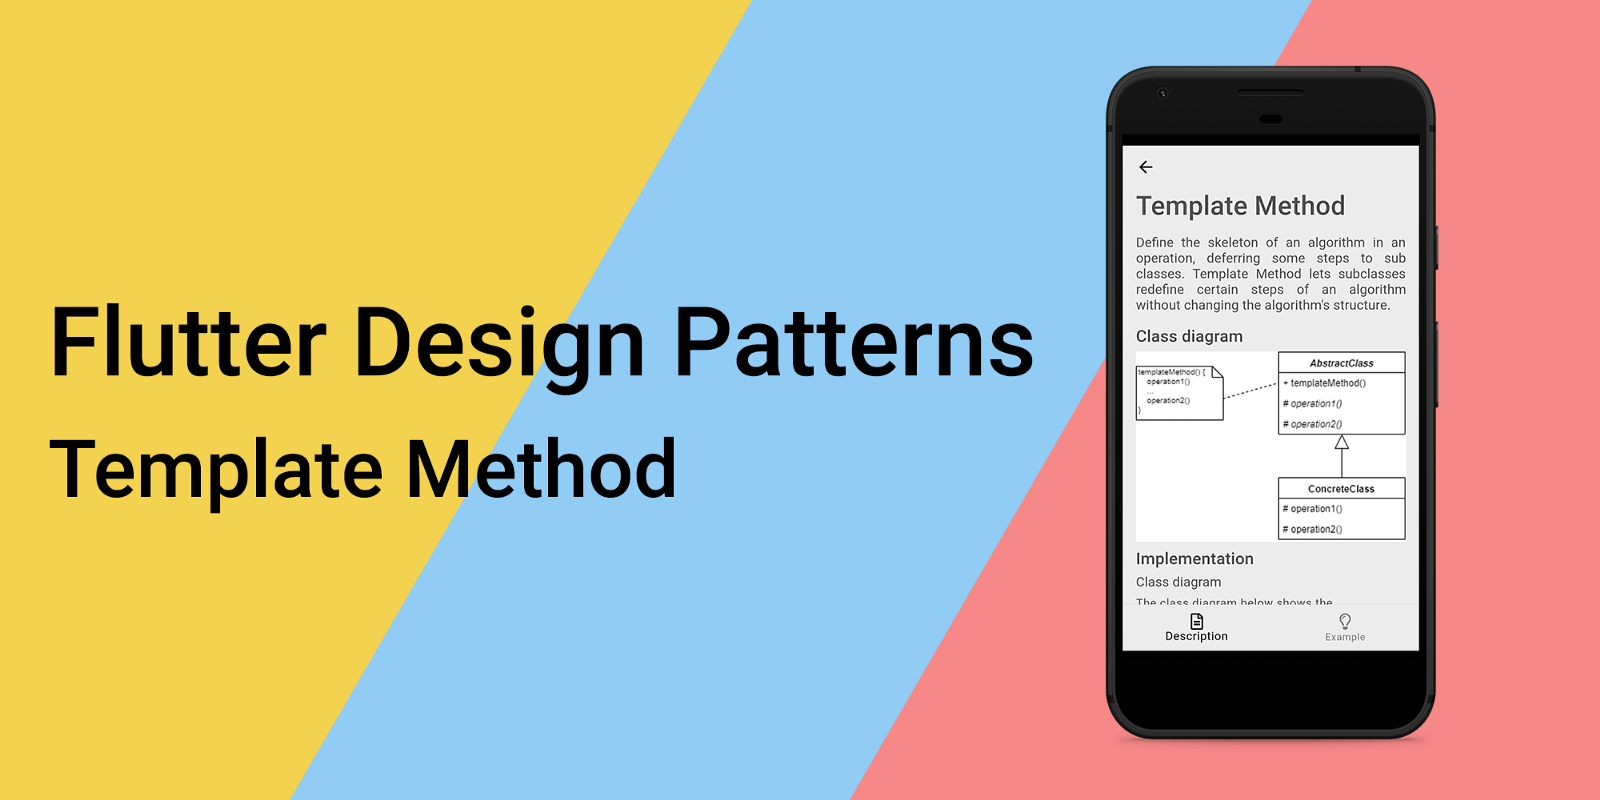 Flutter Design Patterns
Template Method
Template Method
Define the skeleton of an algorithm in an
operation, deferring some steps to sub
classes. Template Method lets subclasses
redefine certain steps of an algorithm
without changing the algorithm's structure.
Class diagram
templateMethod() {
operation1()
...
operation2()
}
AbstractClass
+ templateMethod()
# operation1()
# operation2()
ConcreteClass
# operation1()
# operation2()
Implementation
Class diagram
The class diagram below shows the
Description
Example